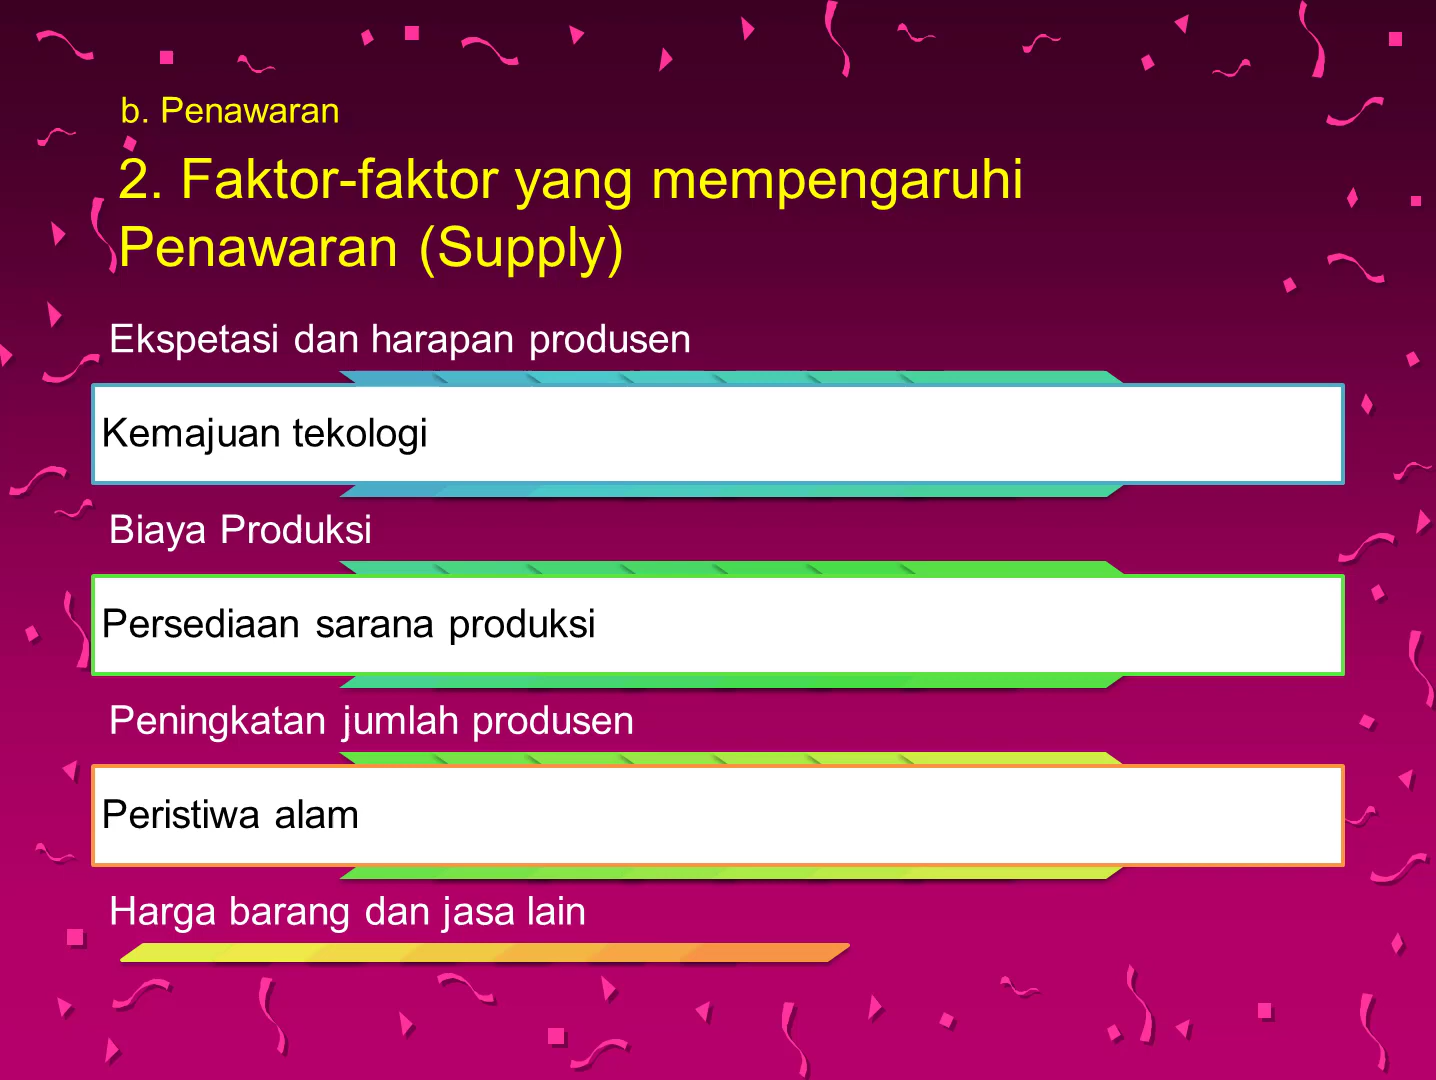 b. Penawaran
2. Faktor-faktor yang mempengaruhi
Penawaran (Supply)
Ekspetasi dan harapan produsen
Kemajuan tekologi
Biaya Produksi
Persediaan sarana produksi
Peningkatan jumlah produsen
Peristiwa alam
Harga barang dan jasa lain